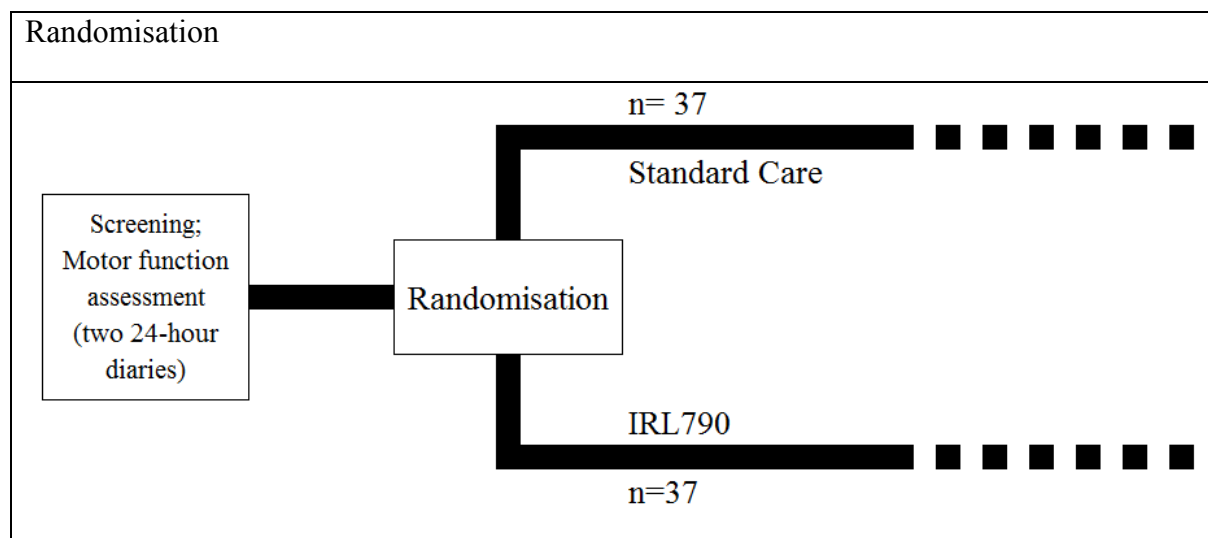 Randomisation
n= 37
Standard Care
Screening;
Motor function
assessment
(two 24-hour
diaries)
Randomisation
IRL790
n=37